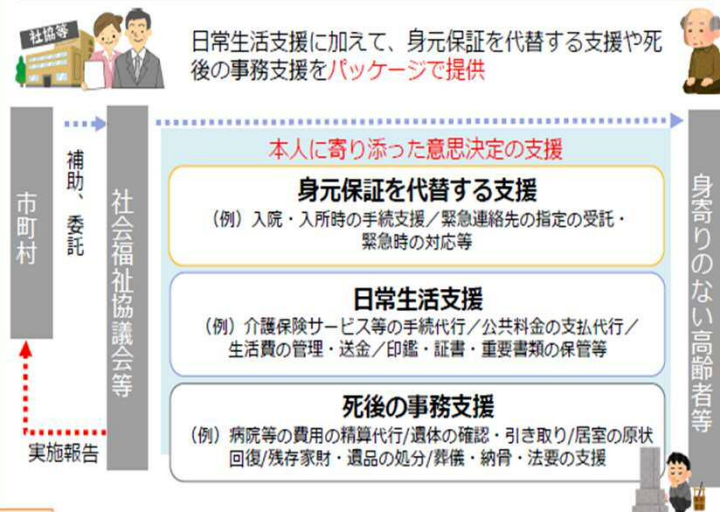 社協等
日常生活支援に加えて、身元保証を代替する支援や死
後の事務支援をパッケージで提供
市町村
補助、委託
社会福祉協議会等
本人に寄り添った意思決定の支援
身元保証を代替する支援
（例）入院・入所時の手続支援／緊急連絡先の指定の受託・
緊急時の対応等
日常生活支援
（例）介護保険サービス等の手続代行／公共料金の支払代行／
生活費の管理・送金／印鑑・証書・重要書類の保管等
死後の事務支援
（例）病院等の費用の精算代行/遺体の確認・引き取り/居室の原状
回復/残存家財・遺品の処分/葬儀・納骨・法要の支援
身寄りのない高齢者等
実施報告